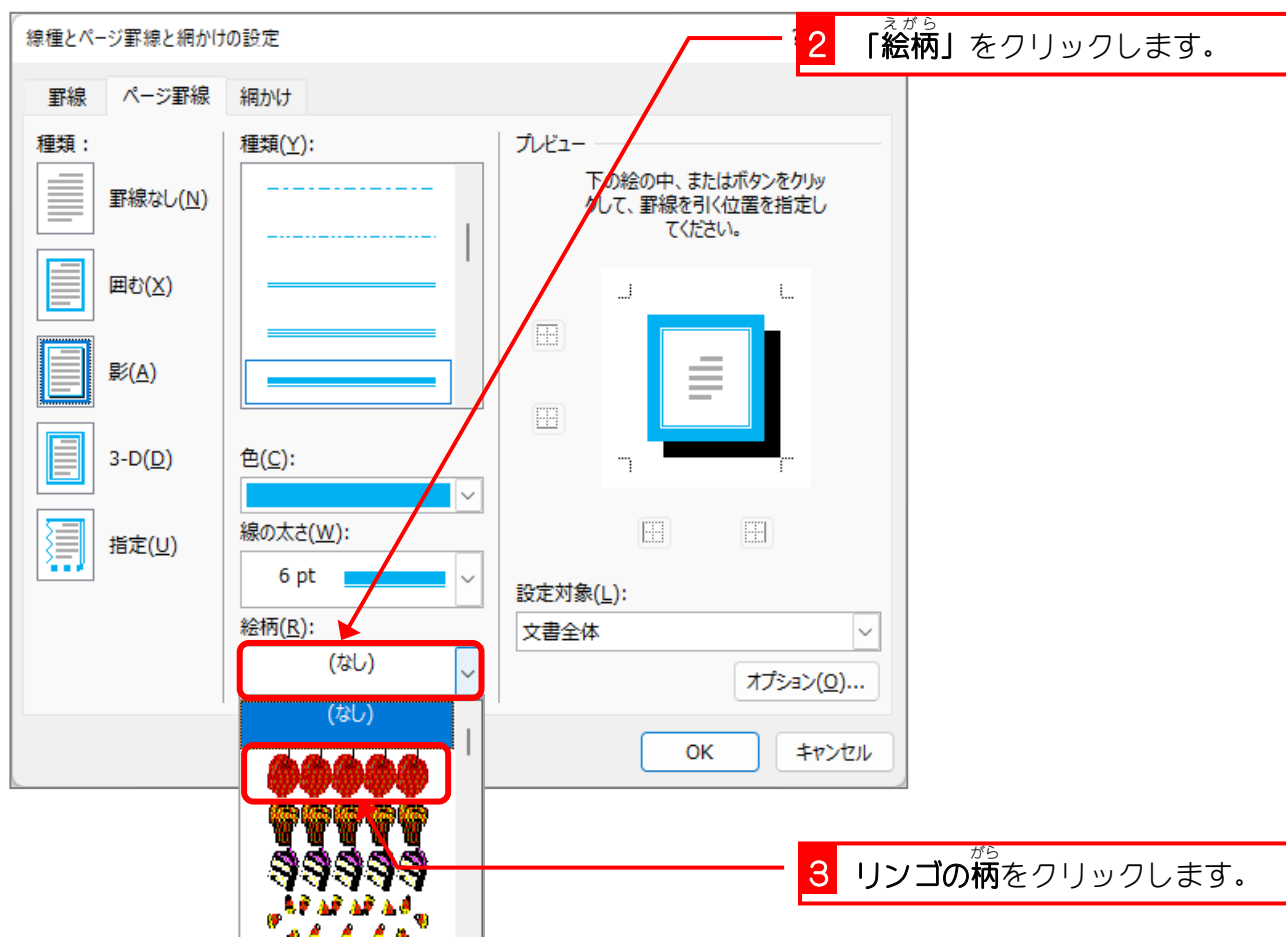 線種とページ罫線と網かけの設定
2 「絵柄」をクリックします。
えがら
罫線 ページ罫線 網かけ
種類：
罫線なし(N)
囲む(X)
影(A)
3-D(D)
指定(U)
種類(Y):
色(C):
線の太さ(W):
6 pt
絵柄(R):
(なし)
(なし)
プレビュー
下の絵の中、またはボタンをクリッ
クして、罫線を引く位置を指定し
てください。
設定対象(L):
文書全体
オプション(O)...
OK キャンセル
3 リンゴの柄をクリックします。
がら